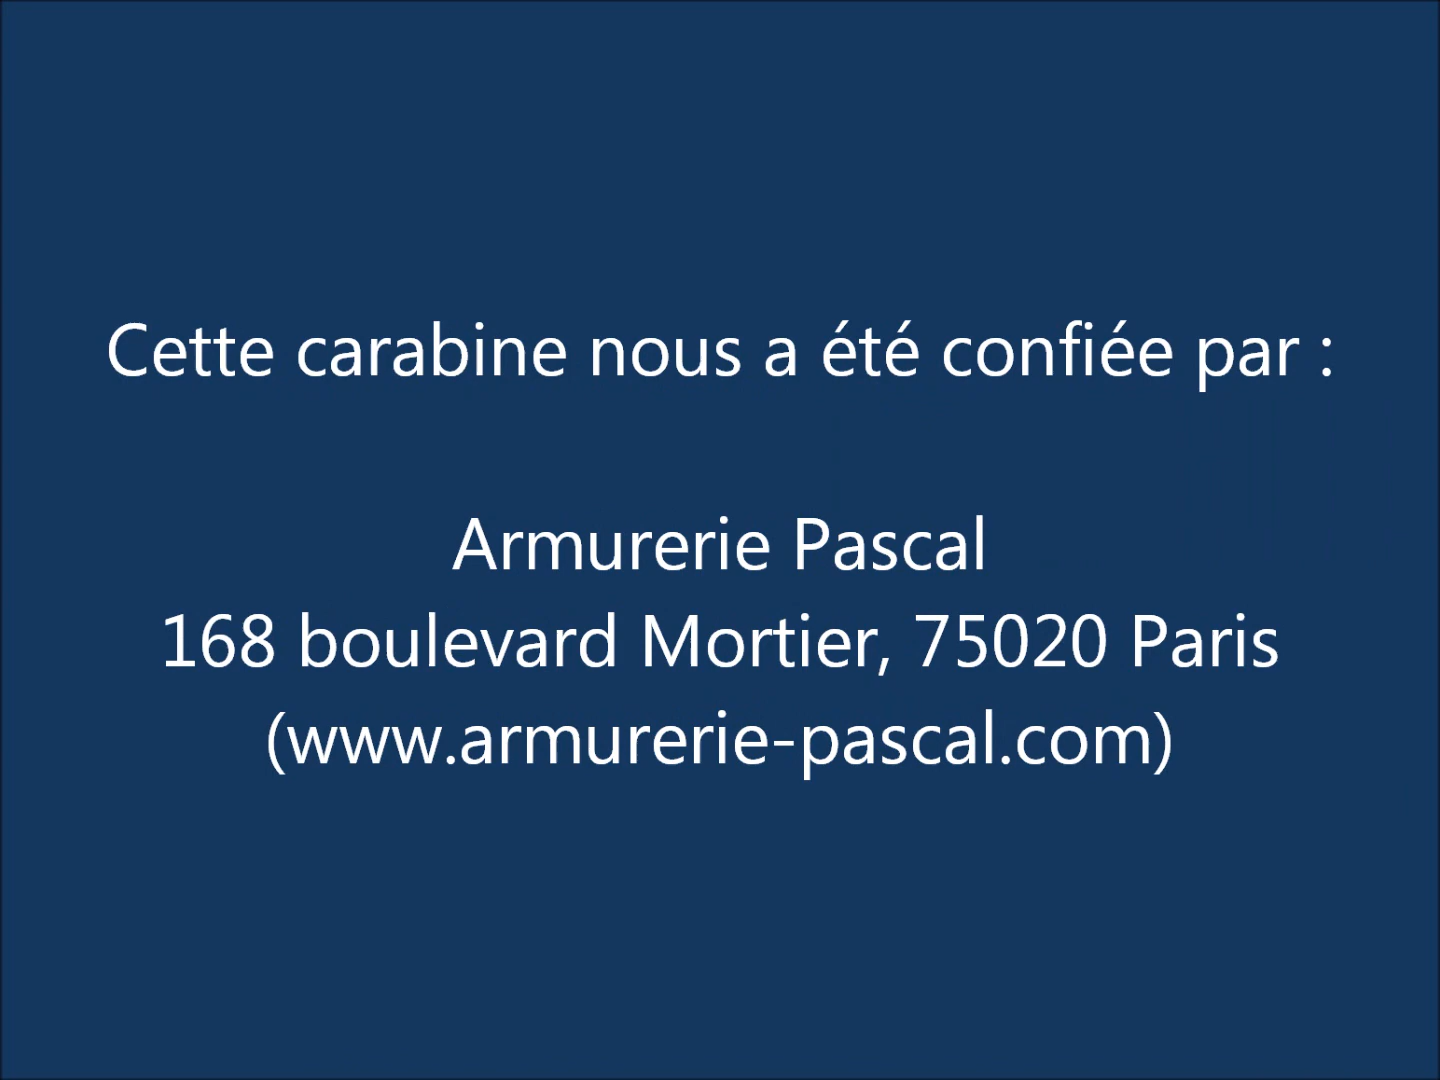 Cette carabine nous a été confiée par :
Armurerie Pascal
168 boulevard Mortier, 75020 Paris
(www.armurerie-pascal.com)